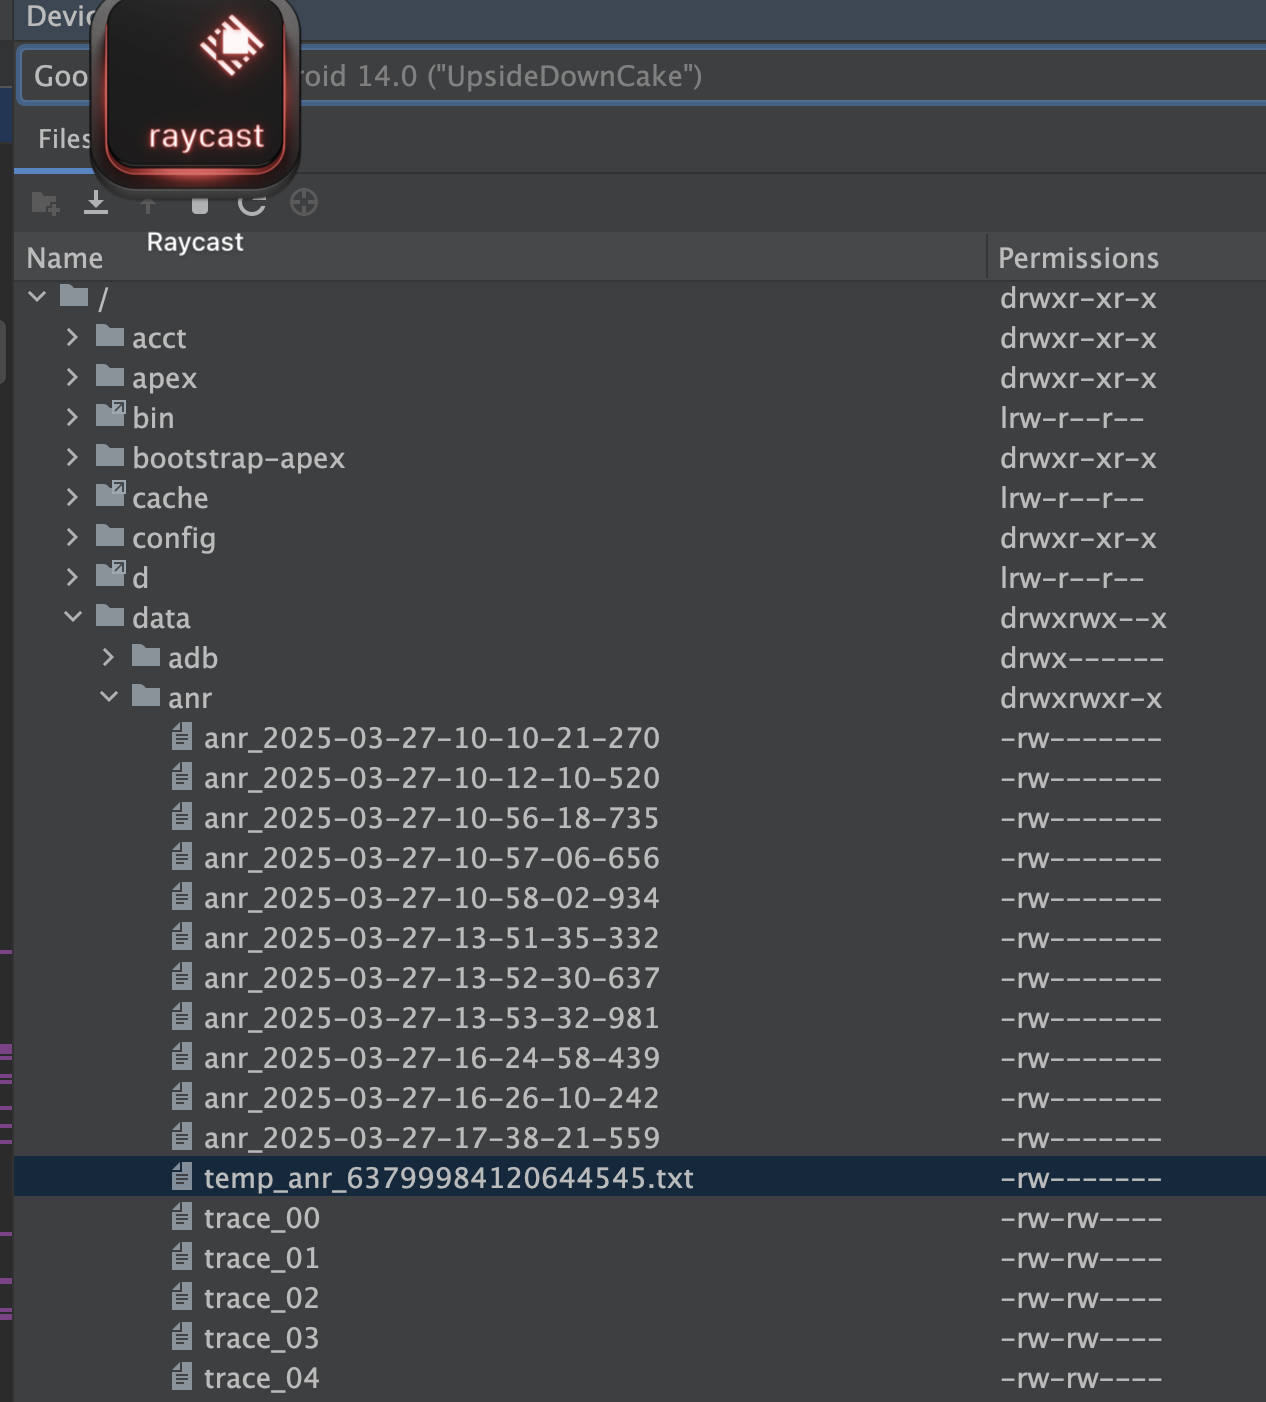 Devic
Goo roid 14.0 ("UpsideDownCake")
raycast
Files
Raycast
Name Permissions
/ drwxr-xr-x
acct drwxr-xr-x
apex drwxr-xr-x
bin lrw-r--r--
bootstrap-apex drwxr-xr-x
cache lrw-r--r--
config drwxr-xr-x
d lrw-r--r--
data drwxrwx--x
adb drwx------
anr drwxrwxr-x
anr_2025-03-27-10-10-21-270 -rw-------
anr_2025-03-27-10-12-10-520 -rw-------
anr_2025-03-27-10-56-18-735 -rw-------
anr_2025-03-27-10-57-06-656 -rw-------
anr_2025-03-27-10-58-02-934 -rw-------
anr_2025-03-27-13-51-35-332 -rw-------
anr_2025-03-27-13-52-30-637 -rw-------
anr_2025-03-27-13-53-32-981 -rw-------
anr_2025-03-27-16-24-58-439 -rw-------
anr_2025-03-27-16-26-10-242 -rw-------
anr_2025-03-27-17-38-21-559 -rw-------
temp_anr_63799984120644545.txt -rw-------
trace_00 -rw-rw----
trace_01 -rw-rw----
trace_02 -rw-rw----
trace_03 -rw-rw----
trace_04 -rw-rw----